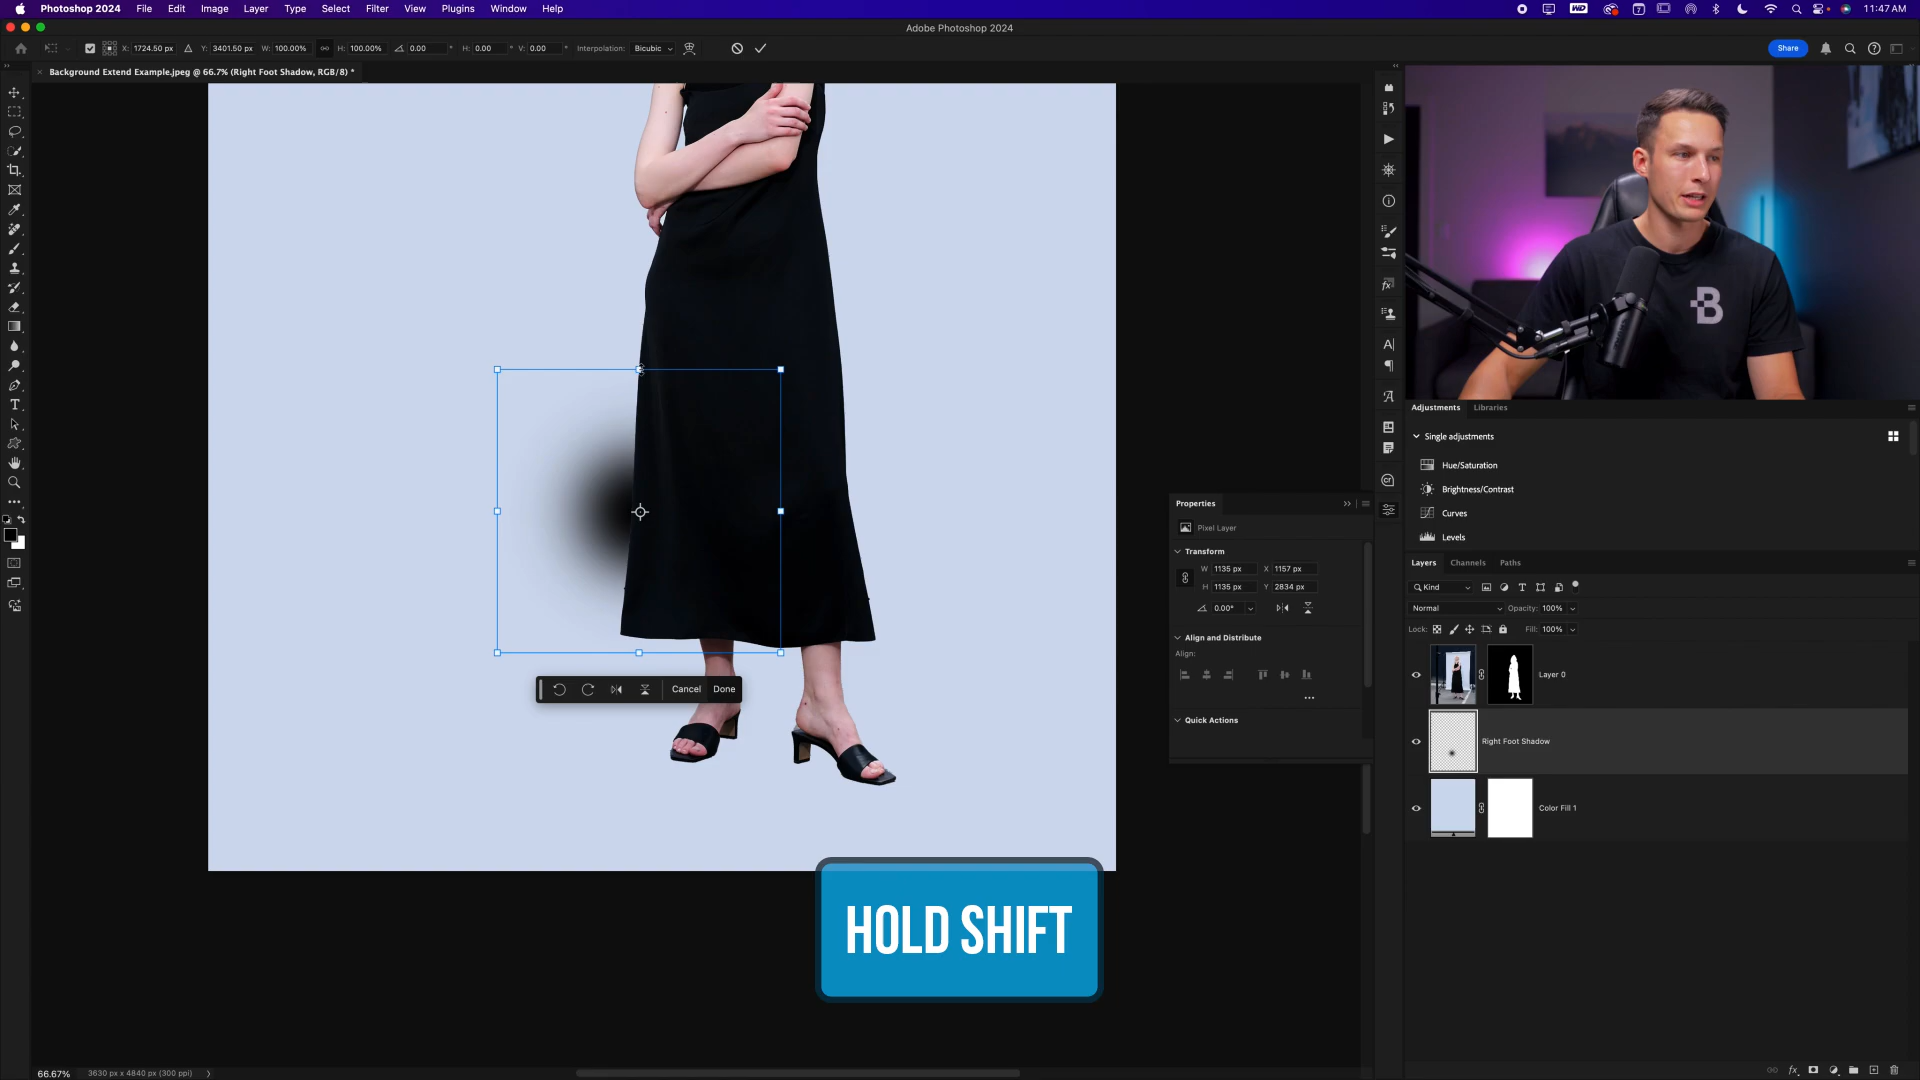 Photoshop 2024 File Edit Image Layer Type Select Filter View Plugins Window Help
WD
7
11:47 AM
Adobe Photoshop 2024
X: 1724.50 px Y: 3401.50 px W: 100.00% H: 100.00% 0.00 ° H: 0.00 ° V: 0.00 ° Interpolation: Bicubic
Share
Background Extend Example.jpeg @ 66.7% (Right Foot Shadow, RGB/8) *
B
Adjustments Libraries
Single adjustments
Hue/Saturation
Brightness/Contrast
Curves
Levels
Properties
Pixel Layer
Transform
W 1135 px X 1157 px
H 1135 px Y 2834 px
0.00°
Align and Distribute
Align:
Quick Actions
Layers Channels Paths
Kind
Normal Opacity: 100%
Lock: Fill: 100%
Layer 0
Right Foot Shadow
Color Fill 1
Cancel Done
HOLD SHIFT
66.67% 3630 px x 4840 px (300 ppi)